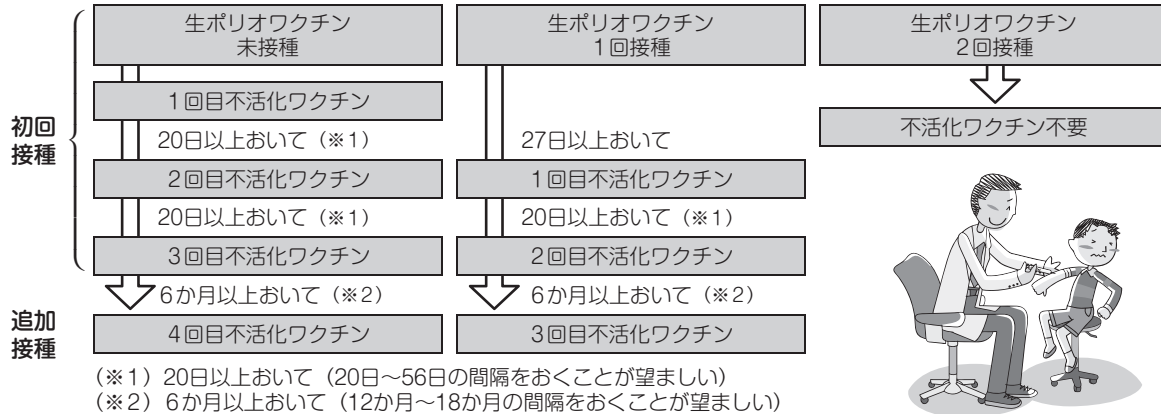 生ポリオワクチン
未接種
生ポリオワクチン
1回接種
生ポリオワクチン
2回接種
初回
接種
1回目不活化ワクチン
20日以上おいて（※1）
2回目不活化ワクチン
20日以上おいて（※1）
3回目不活化ワクチン
6か月以上おいて（※2）
追加
接種
4回目不活化ワクチン
27日以上おいて
1回目不活化ワクチン
20日以上おいて（※1）
2回目不活化ワクチン
6か月以上おいて（※2）
3回目不活化ワクチン
不活化ワクチン不要
（※1）20日以上おいて（20日～56日の間隔をおくことが望ましい）
（※2）6か月以上おいて（12か月～18か月の間隔をおくことが望ましい）